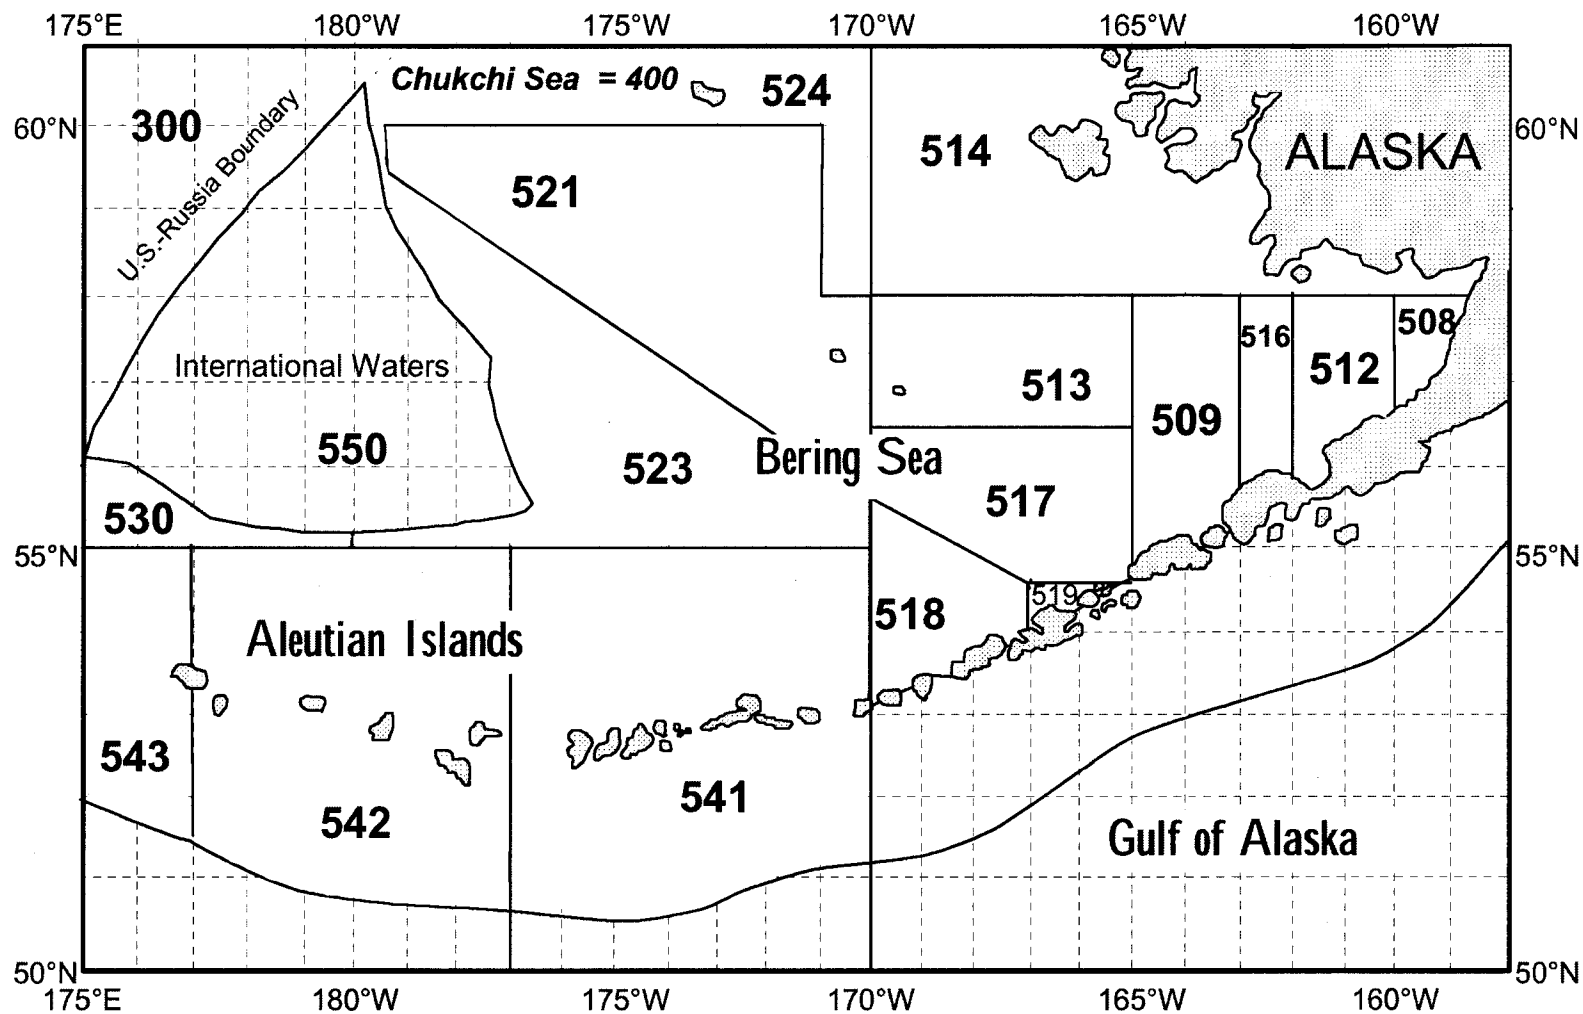 175°E 180°W 175°W 170°W 165°W 160°W
Chukchi Sea = 400
524
300
60°N
60°N
514
ALASKA
521
U.S.-Russia Boundary
508
516
International Waters
512
513
509
550
Bering Sea
523
517
530
55°N
55°N
519
518
Aleutian Islands
543
541
542
Gulf of Alaska
50°N
50°N
175°E 180°W 175°W 170°W 165°W 160°W